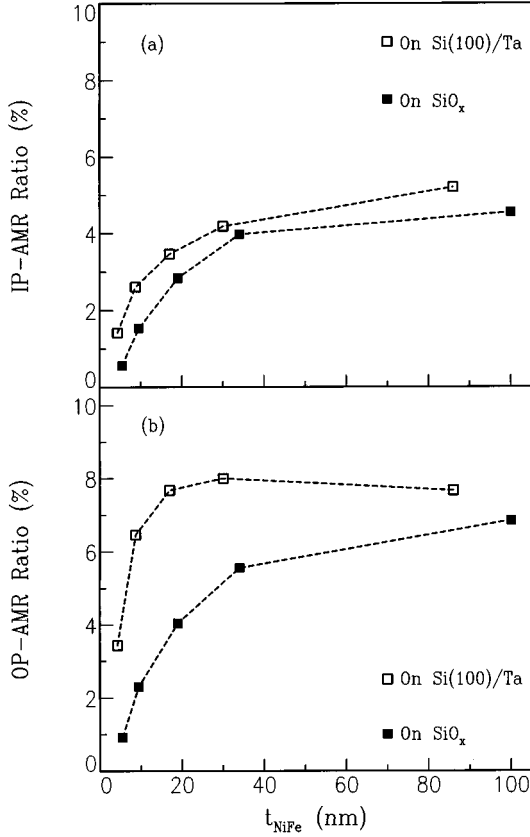 10
(a)
On Si(100)/Ta
8
On SiOx
6
4
2
0
IP-AMR Ratio (%)
10
(b)
8
6
4
On Si(100)/Ta
2
On SiOx
0
OP-AMR Ratio (%)
0 20 40 60 80 100
tNiFe (nm)